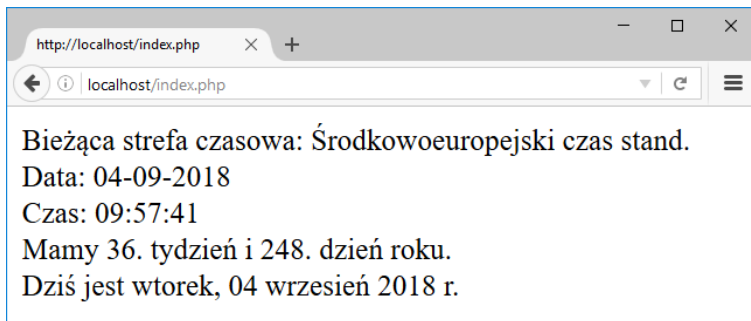 http://localhost/index.php
localhost/index.php
Bieżąca strefa czasowa: Środkowoeuropejski czas stand.
Data: 04-09-2018
Czas: 09:57:41
Mamy 36. tydzień i 248. dzień roku.
Dziś jest wtorek, 04 wrzesień 2018 r.